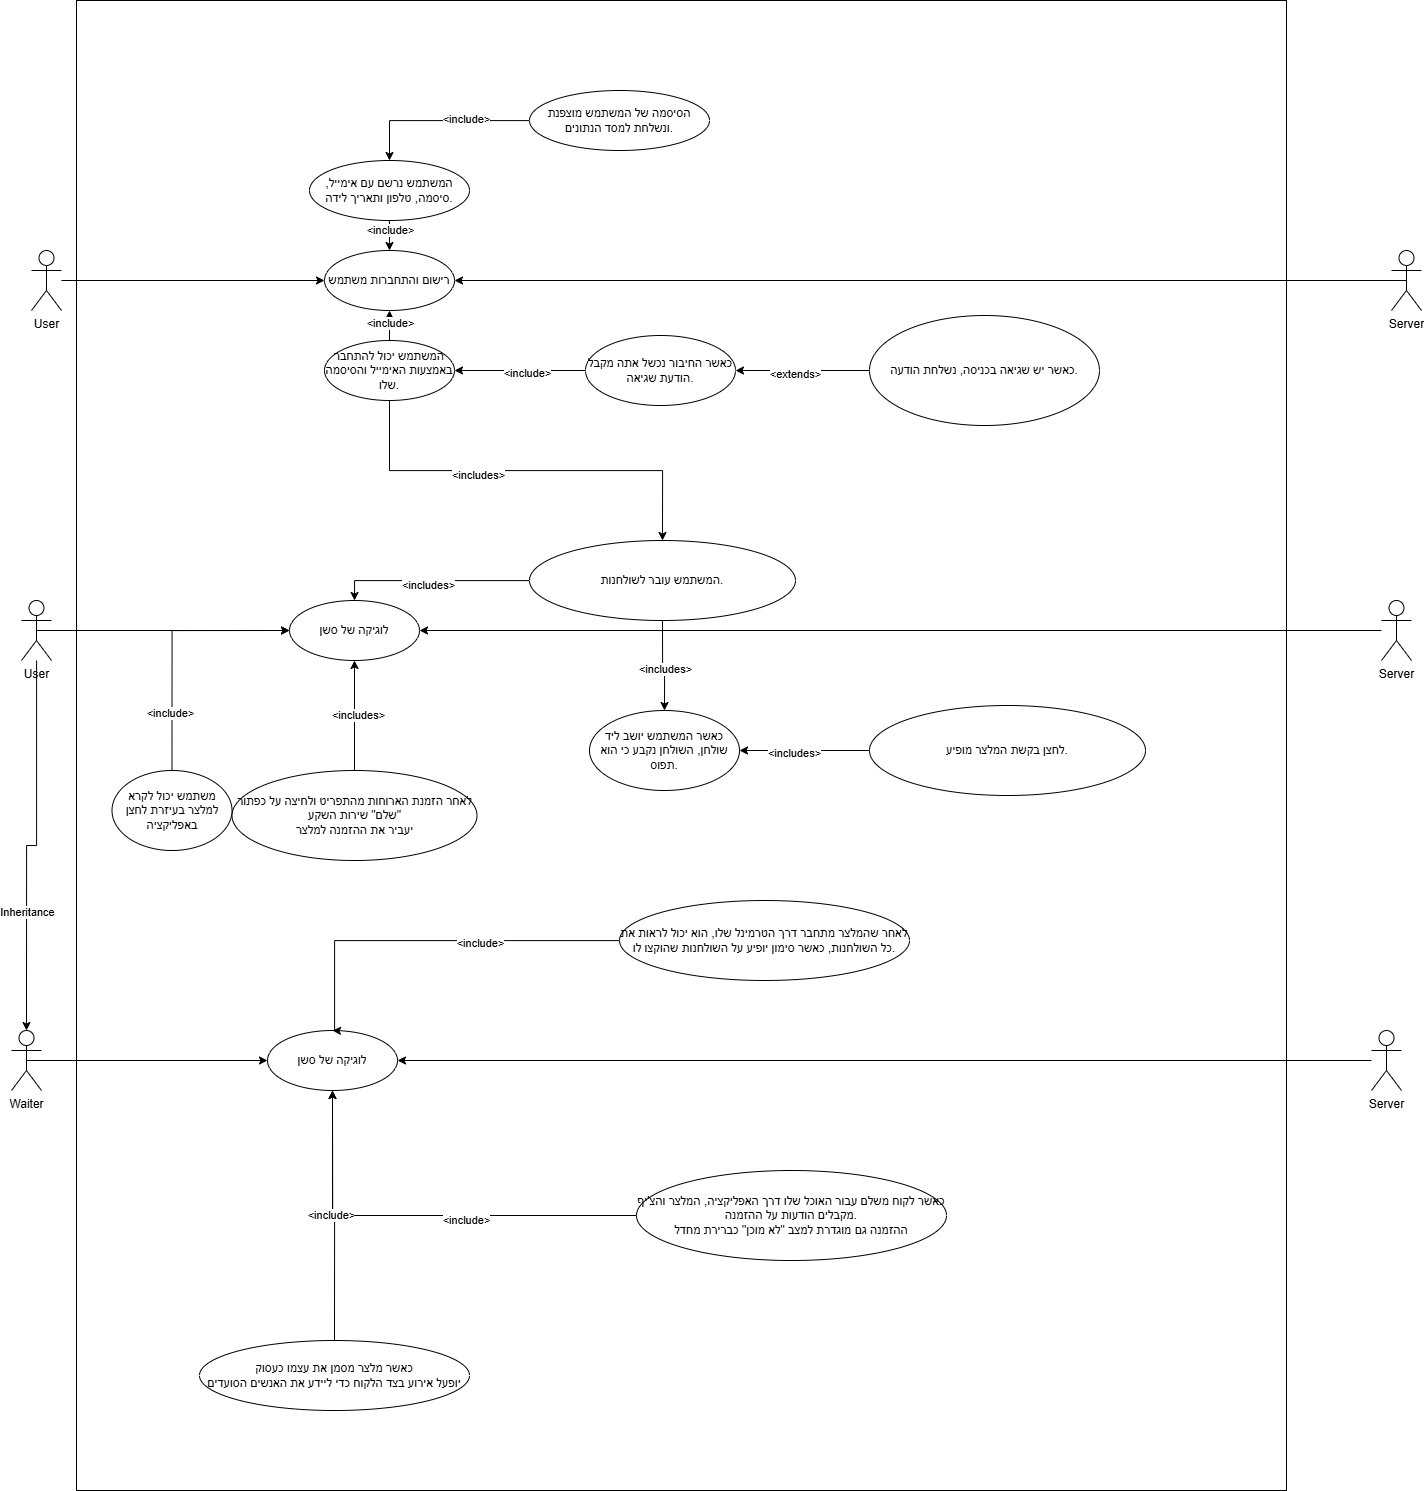 הסיסמה של המשתמש מוצפנת
ונשלחת למסד הנתונים.
<include>
המשתמש נרשם עם אימייל,
סיסמה, טלפון ותאריך לידה.
<include>
רישום והתחברות משתמש
User
Server
<include>
המשתמש יכול להתחבר
באמצעות האימייל והסיסמה
שלו.
<include>
כאשר החיבור נכשל אתה מקבל
הודעת שגיאה.
<extends>
כאשר יש שגיאה בכניסה, נשלחת הודעה.
<includes>
המשתמש עובר לשולחנות.
<includes>
לוגיקה של סשן
User
Server
<includes>
<include>
<includes>
כאשר המשתמש יושב ליד
שולחן, השולחן נקבע כי הוא
תפוס.
<includes>
לחצן בקשת המלצר מופיע.
משתמש יכול לקרא
למלצר בעיזרת לחצן
באפליקציה
לאחר הזמנת הארוחות מהתפריט ולחיצה על כפתור
"שלם" שירות השקע
יעביר את ההזמנה למלצר
Inheritance
לאחר שהמלצר מתחבר דרך הטרמינל שלו, הוא יכול לראות את
כל השולחנות, כאשר סימון יופיע על השולחנות שהוקצו לו.
<include>
לוגיקה של סשן
Waiter
Server
כאשר לקוח משלם עבור האוכל שלו דרך האפליקציה, המלצר והצ'יף
מקבלים הודעות על ההזמנה.
ההזמנה גם מוגדרת למצב "לא מוכן" כברירת מחדל
<include>
<include>
כאשר מלצר מסמן את עצמו כעסוק
יופעל אירוע בצד הלקוח כדי ליידע את האנשים הסועדים.